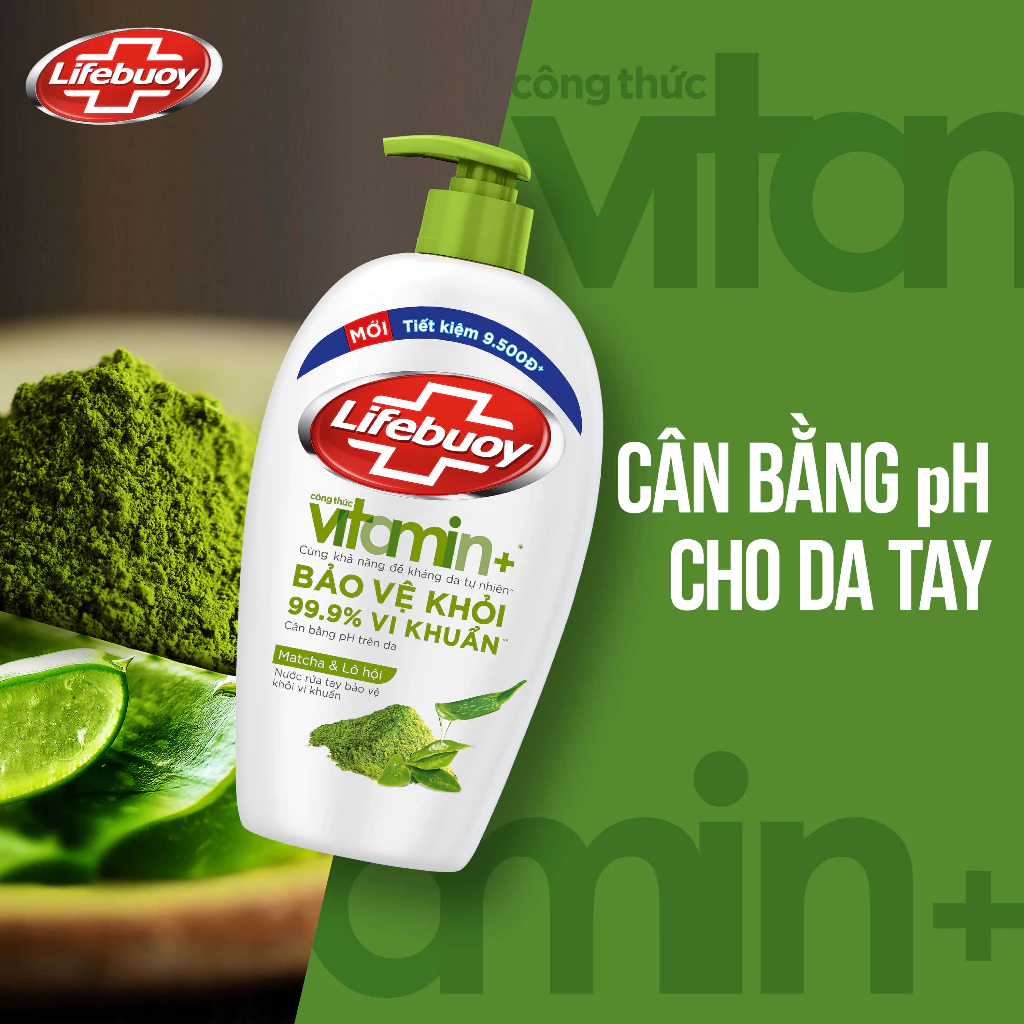 Lifebuoy
công thức
vitamin+
MỚI Tiết kiệm 9.500Đ*
Lifebuoy
công thức
vitamin+*
Cùng khả năng đề kháng da tự nhiên**
BẢO VỆ KHỎI
99.9% VI KHUẨN**
Cân bằng pH trên da
Matcha & Lô hội
Nước rửa tay bảo vệ
khỏi vi khuẩn
CÂN BẰNG pH
CHO DA TAY